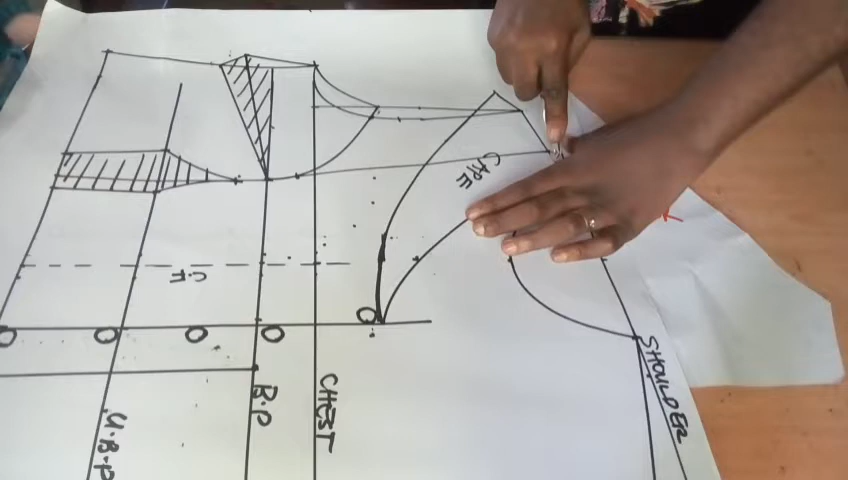 CAPE
C.F
SHOULDER
CHEST
B.P
U.B.P